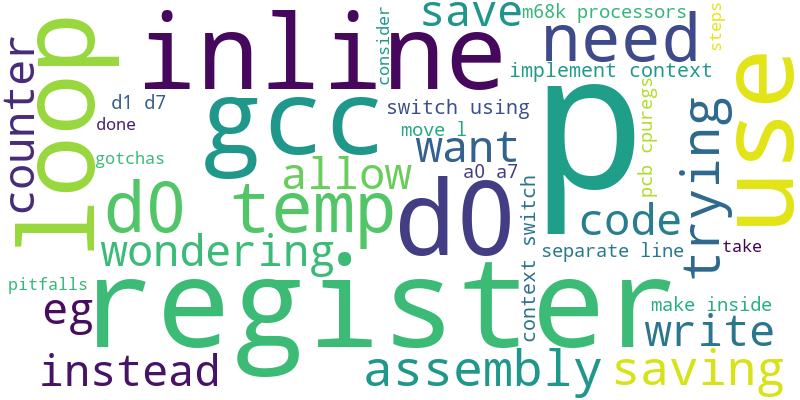 save
m68k processors
steps
inline
consider
need
loop
counter
implement context
d1 d7
done
gcc
switch using
move l
want
p
pcb cpuregs
use
gotchas
allow
a0 a7
trying
d0 temp
d0
code
wondering.
context switch
separate line
take
pitfalls
register
eg
make inside
write
instead
assembly
saving